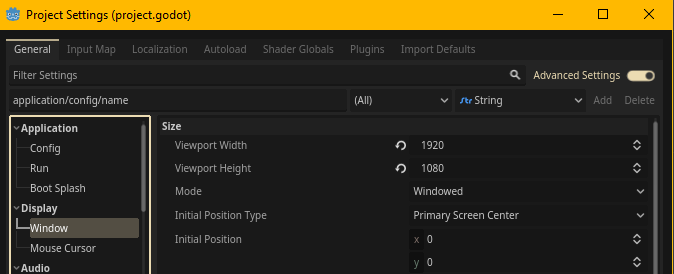 Project Settings (project.godot)
General Input Map Localization Autoload Shader Globals Plugins Import Defaults
Filter Settings Advanced Settings
application/config/name (All) Str String Add Delete
Application
Config
Run
Boot Splash
Display
Window
Mouse Cursor
Audio
Size
Viewport Width 1920
Viewport Height 1080
Mode Windowed
Initial Position Type Primary Screen Center
Initial Position x 0
y 0